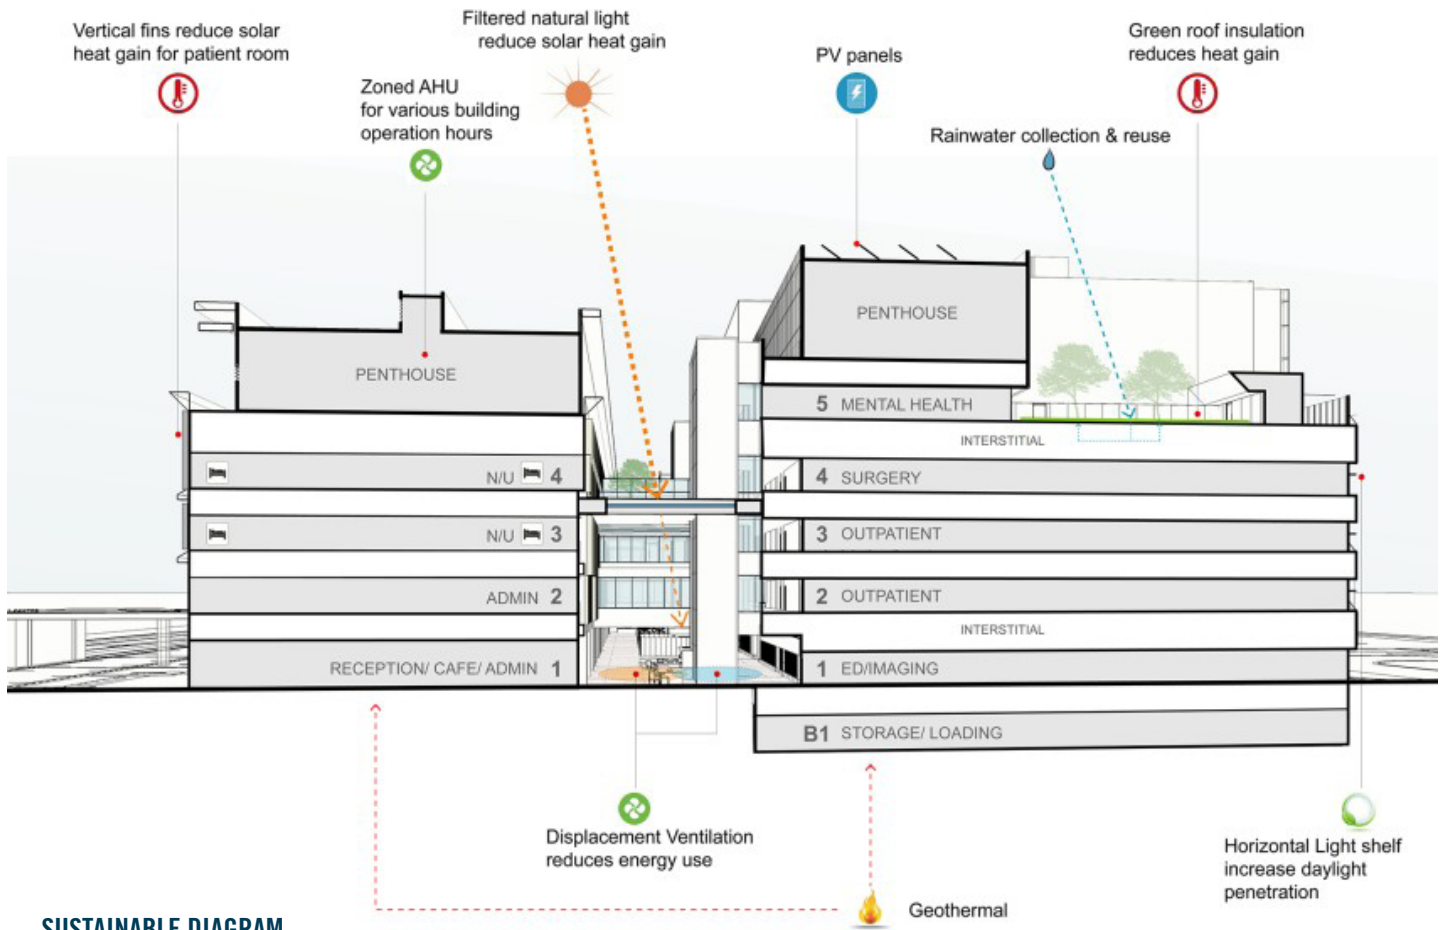 Vertical fins reduce solar
heat gain for patient room
Filtered natural light
reduce solar heat gain
Zoned AHU
for various building
operation hours
PV panels
Green roof insulation
reduces heat gain
Rainwater collection & reuse
PENTHOUSE
PENTHOUSE
5 MENTAL HEALTH
INTERSTITIAL
N/U 4
4 SURGERY
N/U 3
3 OUTPATIENT
ADMIN 2
2 OUTPATIENT
INTERSTITIAL
RECEPTION/ CAFE/ ADMIN 1
1 ED/IMAGING
B1 STORAGE/ LOADING
Displacement Ventilation
reduces energy use
Horizontal Light shelf
increase daylight
penetration
Geothermal
SUSTAINABLE DIAGRAM